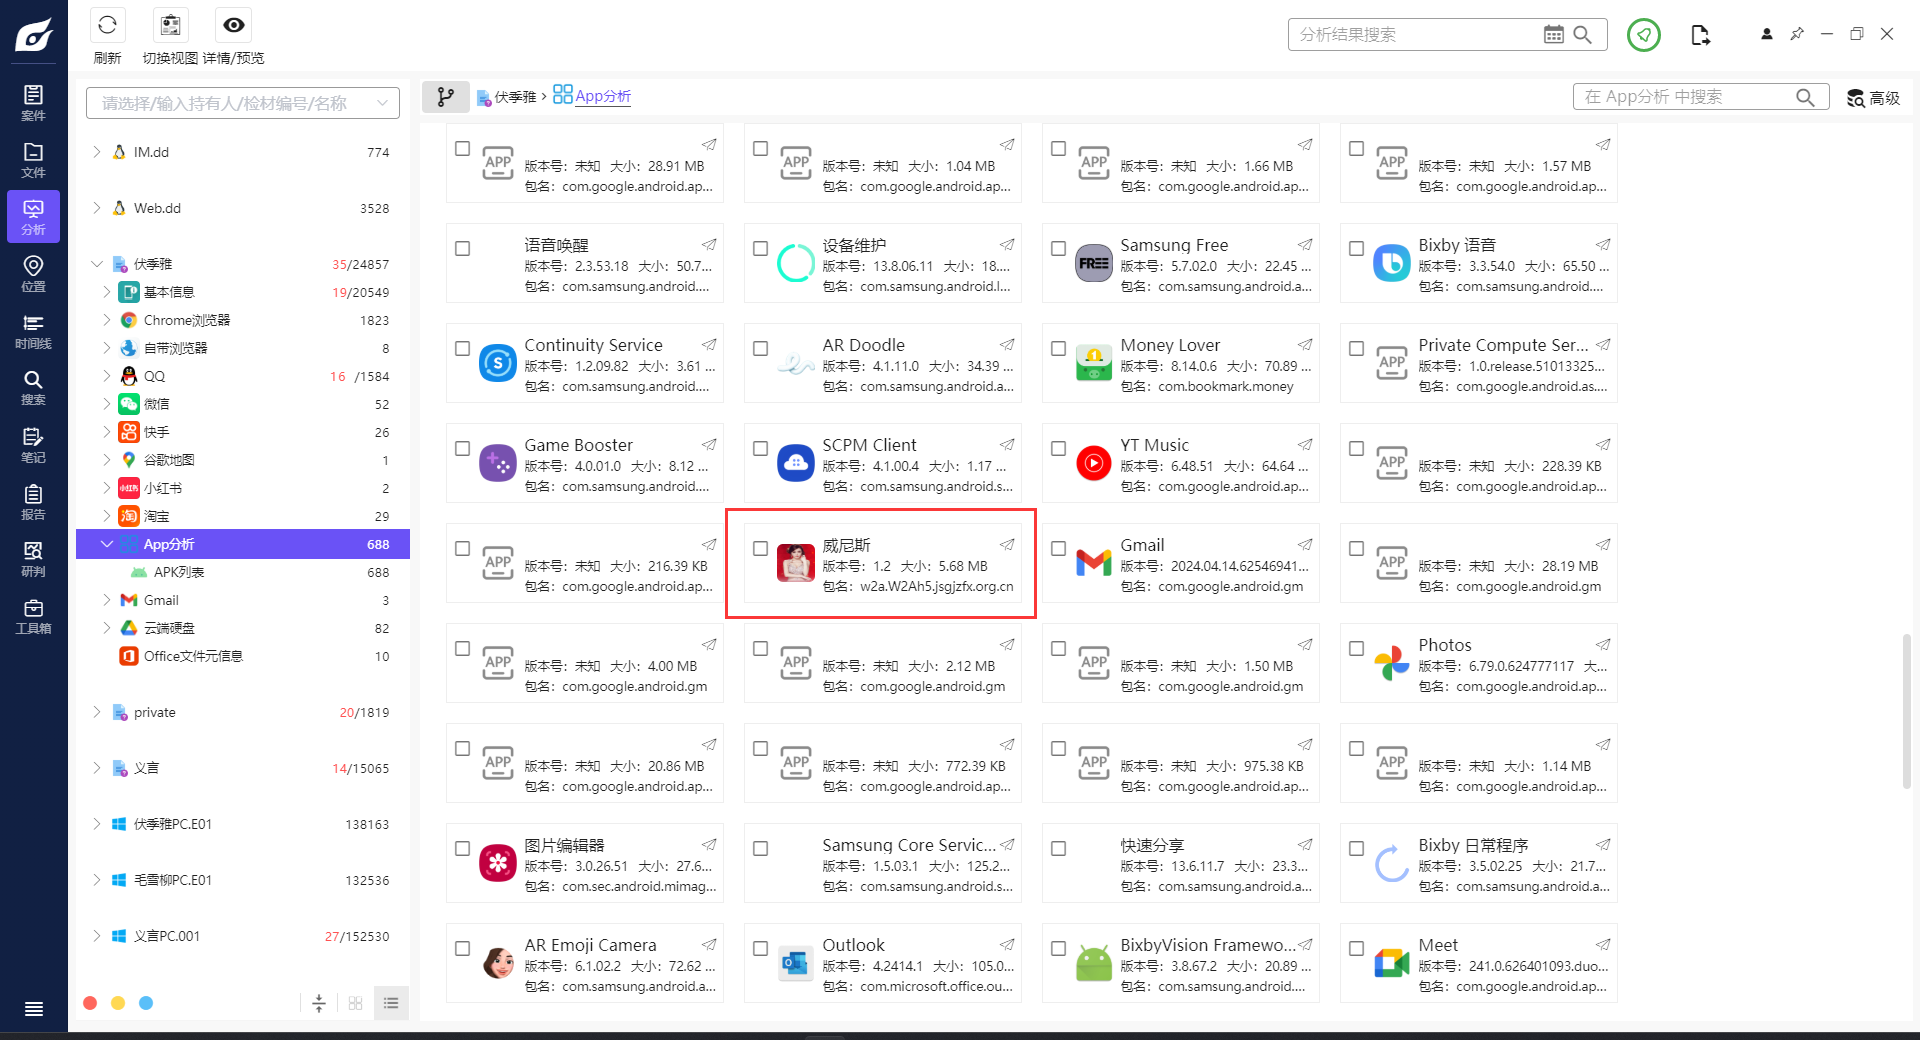 刷新
切换视图
详情/预览
分析结果搜索
案件
文件
分析
位置
时间线
搜索
笔记
报告
研判
工具箱
请选择/输入持有人/检材编号/名称
IM.dd 774
Web.dd 3528
伏季雅 35/24857
基本信息 19/20549
Chrome浏览器 1823
自带浏览器 8
QQ 16 /1584
微信 52
快手 26
谷歌地图 1
小红书 小红书 2
淘 淘宝 29
App分析 688
APK列表 688
Gmail 3
云端硬盘 82
Office文件元信息 10
private 20/1819
义言 14/15065
伏季雅PC.E01 138163
毛雪柳PC.E01 132536
义言PC.001 27/152530
伏季雅 › App分析
在 App分析 中搜索
高级
APP
版本号：未知 大小：28.91 MB
包名：com.google.android.ap...
APP
版本号：未知 大小：1.04 MB
包名：com.google.android.ap...
APP
版本号：未知 大小：1.66 MB
包名：com.google.android.ap...
APP
版本号：未知 大小：1.57 MB
包名：com.google.android.ap...
语音唤醒
版本号：2.3.53.18 大小：50.7...
包名：com.samsung.android....
设备维护
版本号：13.8.06.11 大小：18....
包名：com.samsung.android.l...
FREE
Samsung Free
版本号：5.7.02.0 大小：22.45 ...
包名：com.samsung.android.a...
Bixby 语音
版本号：3.3.54.0 大小：65.50 ...
包名：com.samsung.android....
Continuity Service
版本号：1.2.09.82 大小：3.61 ...
包名：com.samsung.android....
AR Doodle
版本号：4.1.11.0 大小：34.39 ...
包名：com.samsung.android.a...
Money Lover
版本号：8.14.0.6 大小：70.89 ...
包名：com.bookmark.money
APP
Private Compute Ser...
版本号：1.0.release.51013325...
包名：com.google.android.as....
Game Booster
版本号：4.0.01.0 大小：8.12 ...
包名：com.samsung.android....
SCPM Client
版本号：4.1.00.4 大小：1.17 ...
包名：com.samsung.android.s...
YT Music
版本号：6.48.51 大小：64.64 ...
包名：com.google.android.ap...
APP
版本号：未知 大小：228.39 KB
包名：com.google.android.ap...
APP
版本号：未知 大小：216.39 KB
包名：com.google.android.ap...
威尼斯
版本号：1.2 大小：5.68 MB
包名：w2a.W2Ah5.jsgjzfx.org.cn
Gmail
版本号：2024.04.14.62546941...
包名：com.google.android.gm
APP
版本号：未知 大小：28.19 MB
包名：com.google.android.gm
APP
版本号：未知 大小：4.00 MB
包名：com.google.android.gm
APP
版本号：未知 大小：2.12 MB
包名：com.google.android.gm
APP
版本号：未知 大小：1.50 MB
包名：com.google.android.gm
Photos
版本号：6.79.0.624777117 大...
包名：com.google.android.ap...
APP
版本号：未知 大小：20.86 MB
包名：com.google.android.ap...
APP
版本号：未知 大小：772.39 KB
包名：com.google.android.ap...
APP
版本号：未知 大小：975.38 KB
包名：com.google.android.ap...
APP
版本号：未知 大小：1.14 MB
包名：com.google.android.ap...
图片编辑器
版本号：3.0.26.51 大小：27.6...
包名：com.sec.android.mimag...
Samsung Core Servic...
版本号：1.5.03.1 大小：125.2...
包名：com.samsung.android.s...
快速分享
版本号：13.6.11.7 大小：23.3...
包名：com.samsung.android.a...
Bixby 日常程序
版本号：3.5.02.25 大小：21.7...
包名：com.samsung.android.a...
AR Emoji Camera
版本号：6.1.02.2 大小：72.62 ...
包名：com.samsung.android.a...
Outlook
版本号：4.2414.1 大小：105.0...
包名：com.microsoft.office.ou...
BixbyVision Framewo...
版本号：3.8.67.2 大小：20.89 ...
包名：com.samsung.android....
Meet
版本号：241.0.626401093.duo...
包名：com.google.android.ap...